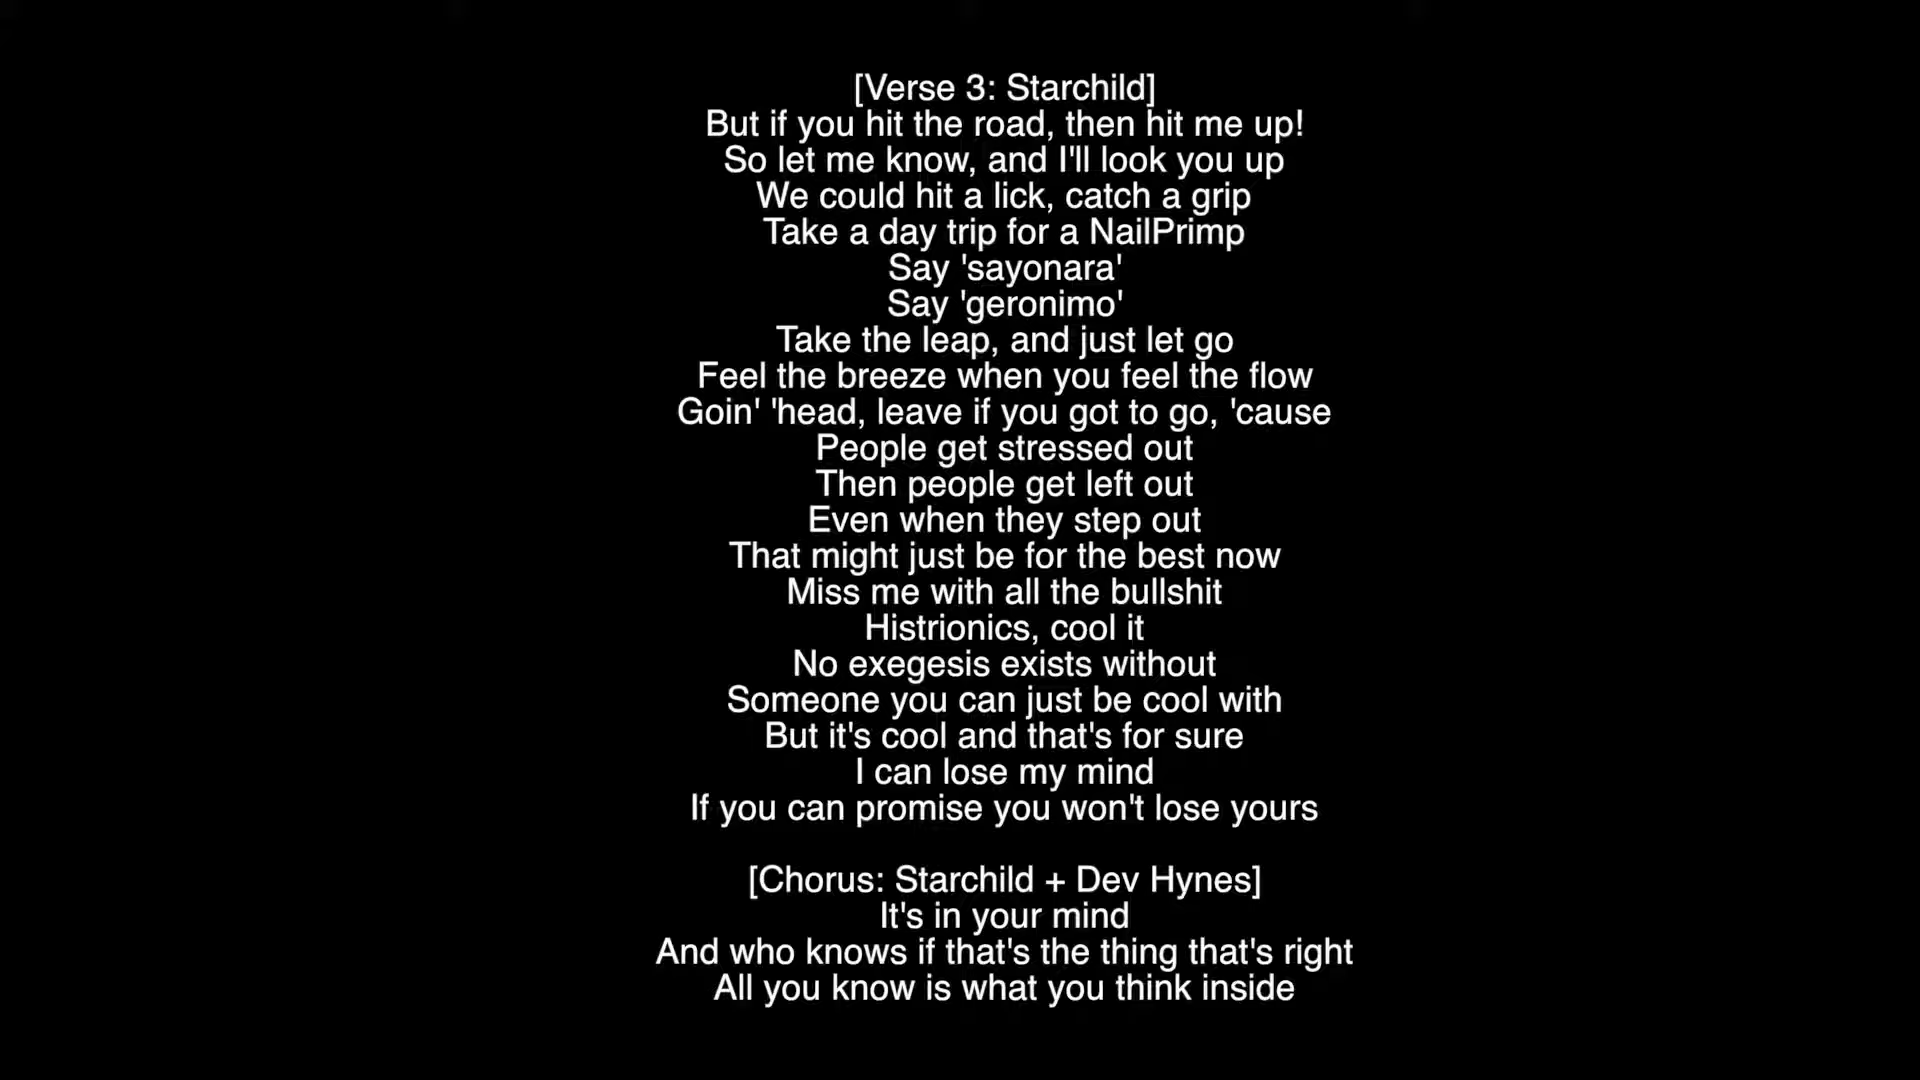 [Verse 3: Starchild]
But if you hit the road, then hit me up!
So let me know, and I'll look you up
We could hit a lick, catch a grip
Take a day trip for a NailPrimp
Say 'sayonara'
Say 'geronimo'
Take the leap, and just let go
Feel the breeze when you feel the flow
Goin' 'head, leave if you got to go, 'cause
People get stressed out
Then people get left out
Even when they step out
That might just be for the best now
Miss me with all the bullshit
Histrionics, cool it
No exegesis exists without
Someone you can just be cool with
But it's cool and that's for sure
I can lose my mind
If you can promise you won't lose yours
[Chorus: Starchild + Dev Hynes]
It's in your mind
And who knows if that's the thing that's right
All you know is what you think inside